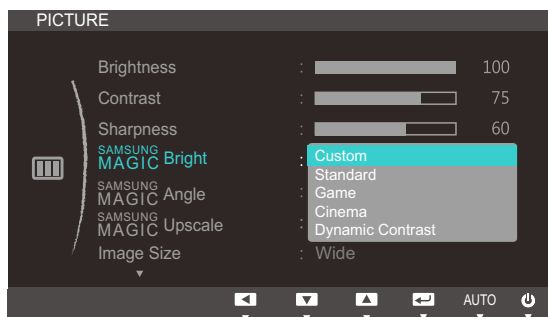 PICTURE
Brightness : 100
Contrast : 75
Sharpness : 60
SAMSUNG MAGIC Bright : Custom
Standard
SAMSUNG MAGIC Angle : Game
Cinema
SAMSUNG MAGIC Upscale : Dynamic Contrast
Image Size : Wide
AUTO